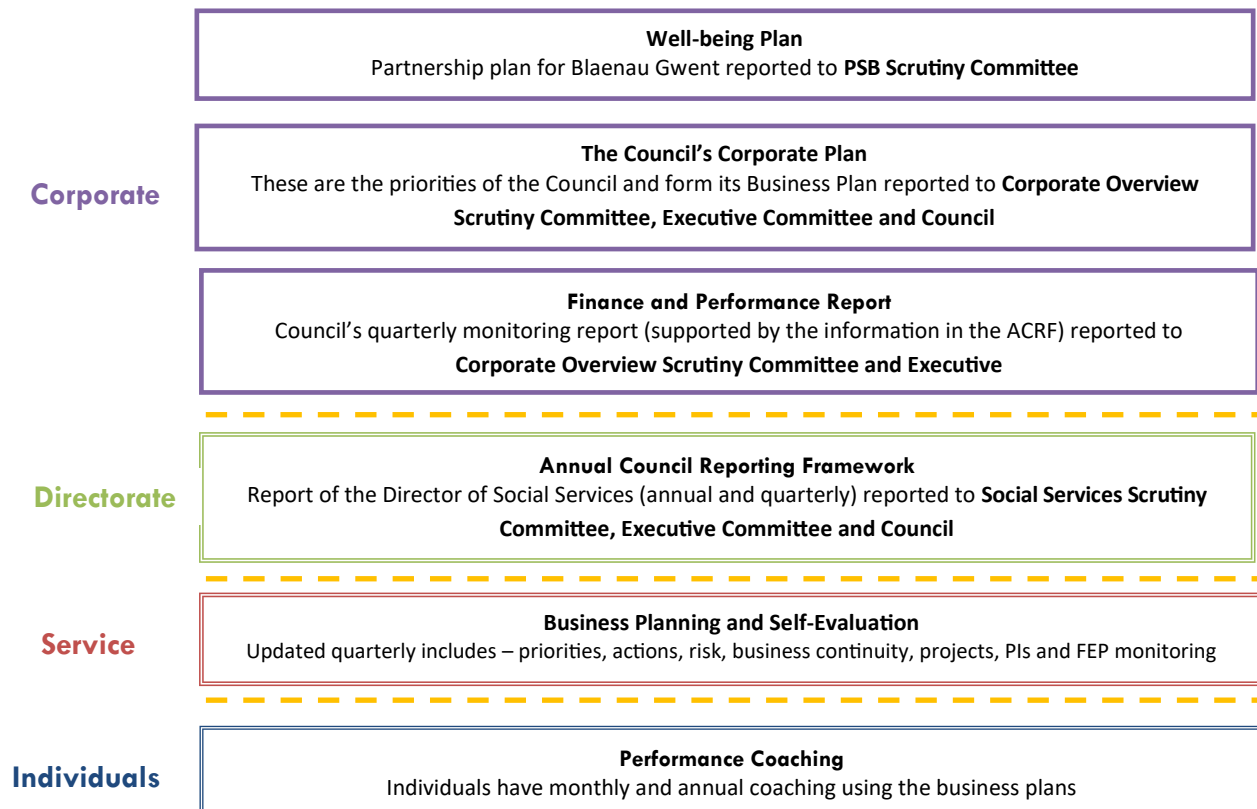 Well-being Plan
Partnership plan for Blaenau Gwent reported to PSB Scrutiny Committee
Corporate
The Council’s Corporate Plan
These are the priorities of the Council and form its Business Plan reported to Corporate Overview
Scrutiny Committee, Executive Committee and Council
Finance and Performance Report
Council’s quarterly monitoring report (supported by the information in the ACRF) reported to
Corporate Overview Scrutiny Committee and Executive
Directorate
Annual Council Reporting Framework
Report of the Director of Social Services (annual and quarterly) reported to Social Services Scrutiny
Committee, Executive Committee and Council
Service
Business Planning and Self-Evaluation
Updated quarterly includes – priorities, actions, risk, business continuity, projects, PIs and FEP monitoring
Individuals
Performance Coaching
Individuals have monthly and annual coaching using the business plans